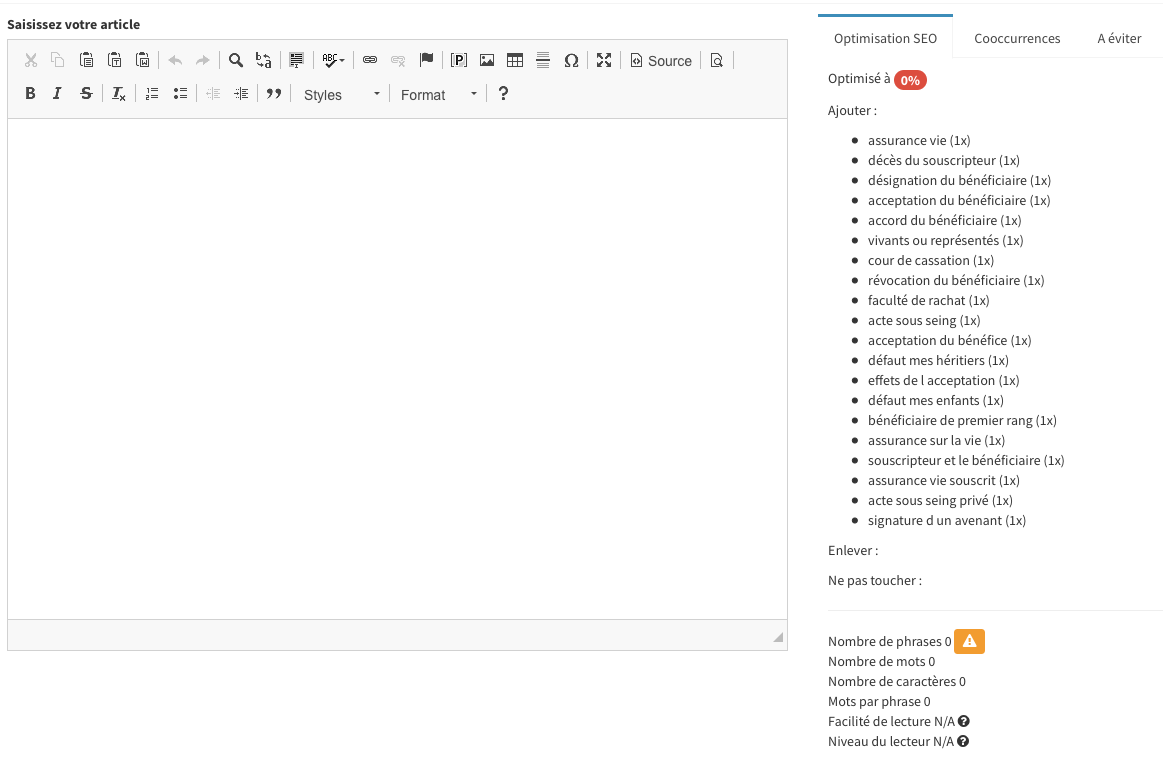 Saisissez votre article
Source
B I S Tx Styles Format ?
Optimisation SEO Cooccurrences A éviter
Optimisé à 0%
Ajouter :
assurance vie (1x)
décès du souscripteur (1x)
désignation du bénéficiaire (1x)
acceptation du bénéficiaire (1x)
accord du bénéficiaire (1x)
vivants ou représentés (1x)
cour de cassation (1x)
révocation du bénéficiaire (1x)
faculté de rachat (1x)
acte sous seing (1x)
acceptation du bénéfice (1x)
défaut mes héritiers (1x)
effets de l acceptation (1x)
défaut mes enfants (1x)
bénéficiaire de premier rang (1x)
assurance sur la vie (1x)
souscripteur et le bénéficiaire (1x)
assurance vie souscrit (1x)
acte sous seing privé (1x)
signature d un avenant (1x)
Enlever :
Ne pas toucher :
Nombre de phrases 0
Nombre de mots 0
Nombre de caractères 0
Mots par phrase 0
Facilité de lecture N/A ?
Niveau du lecteur N/A ?